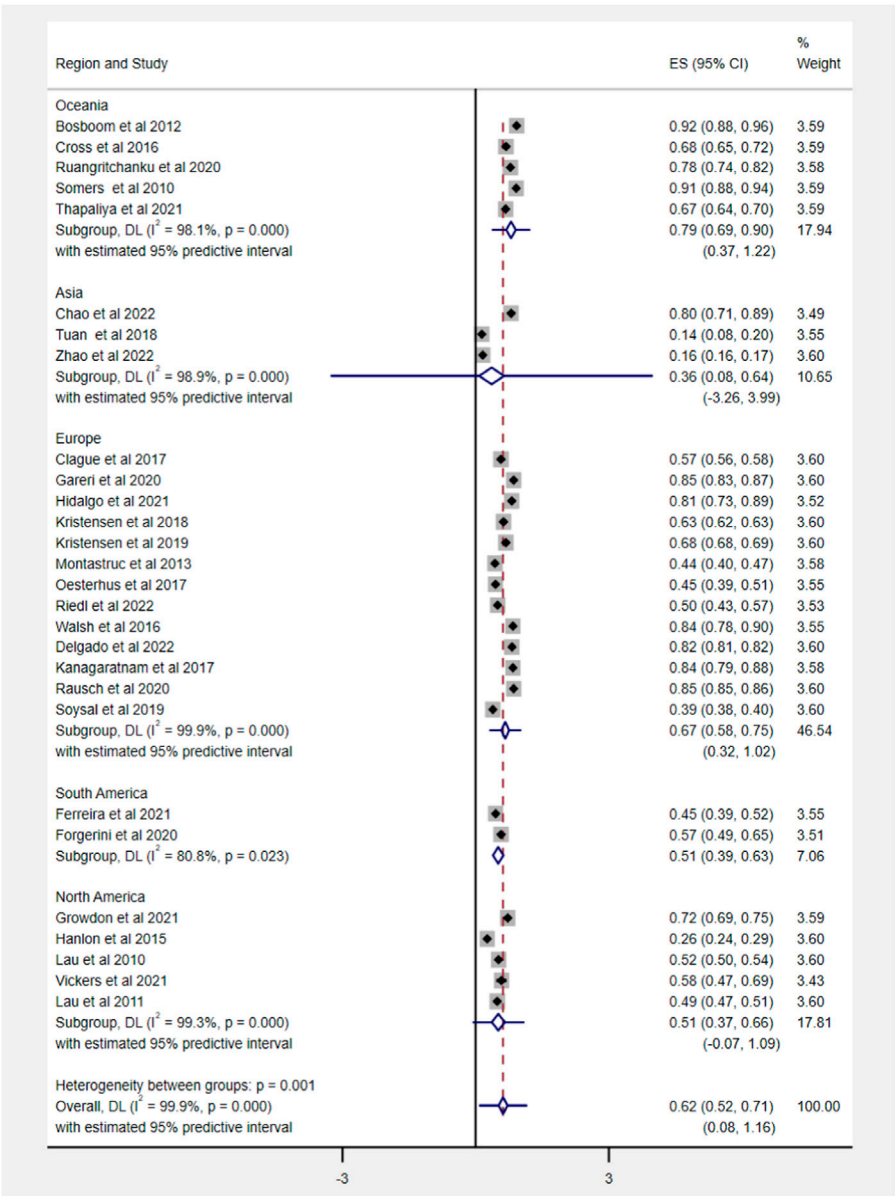 %
Region and Study ES (95% CI) Weight
Oceania
Bosboom et al 2012 0.92 (0.88, 0.96) 3.59
Cross et al 2016 0.68 (0.65, 0.72) 3.59
Ruangritchanku et al 2020 0.78 (0.74, 0.82) 3.58
Somers et al 2010 0.91 (0.88, 0.94) 3.59
Thapaliya et al 2021 0.67 (0.64, 0.70) 3.59
Subgroup, DL (I² = 98.1%, p = 0.000) 0.79 (0.69, 0.90) 17.94
with estimated 95% predictive interval (0.37, 1.22)
Asia
Chao et al 2022 0.80 (0.71, 0.89) 3.49
Tuan et al 2018 0.14 (0.08, 0.20) 3.55
Zhao et al 2022 0.16 (0.16, 0.17) 3.60
Subgroup, DL (I² = 98.9%, p = 0.000) 0.36 (0.08, 0.64) 10.65
with estimated 95% predictive interval (-3.26, 3.99)
Europe
Clague et al 2017 0.57 (0.56, 0.58) 3.60
Gareri et al 2020 0.85 (0.83, 0.87) 3.60
Hidalgo et al 2021 0.81 (0.73, 0.89) 3.52
Kristensen et al 2018 0.63 (0.62, 0.63) 3.60
Kristensen et al 2019 0.68 (0.68, 0.69) 3.60
Montastruc et al 2013 0.44 (0.40, 0.47) 3.58
Oesterhus et al 2017 0.45 (0.39, 0.51) 3.55
Riedl et al 2022 0.50 (0.43, 0.57) 3.53
Walsh et al 2016 0.84 (0.78, 0.90) 3.55
Delgado et al 2022 0.82 (0.81, 0.82) 3.60
Kanagaratnam et al 2017 0.84 (0.79, 0.88) 3.58
Rausch et al 2020 0.85 (0.85, 0.86) 3.60
Soysal et al 2019 0.39 (0.38, 0.40) 3.60
Subgroup, DL (I² = 99.9%, p = 0.000) 0.67 (0.58, 0.75) 46.54
with estimated 95% predictive interval (0.32, 1.02)
South America
Ferreira et al 2021 0.45 (0.39, 0.52) 3.55
Forgerini et al 2020 0.57 (0.49, 0.65) 3.51
Subgroup, DL (I² = 80.8%, p = 0.023) 0.51 (0.39, 0.63) 7.06
North America
Growdon et al 2021 0.72 (0.69, 0.75) 3.59
Hanlon et al 2015 0.26 (0.24, 0.29) 3.60
Lau et al 2010 0.52 (0.50, 0.54) 3.60
Vickers et al 2021 0.58 (0.47, 0.69) 3.43
Lau et al 2011 0.49 (0.47, 0.51) 3.60
Subgroup, DL (I² = 99.3%, p = 0.000) 0.51 (0.37, 0.66) 17.81
with estimated 95% predictive interval (-0.07, 1.09)
Heterogeneity between groups: p = 0.001
Overall, DL (I² = 99.9%, p = 0.000) 0.62 (0.52, 0.71) 100.00
with estimated 95% predictive interval (0.08, 1.16)
-3 3